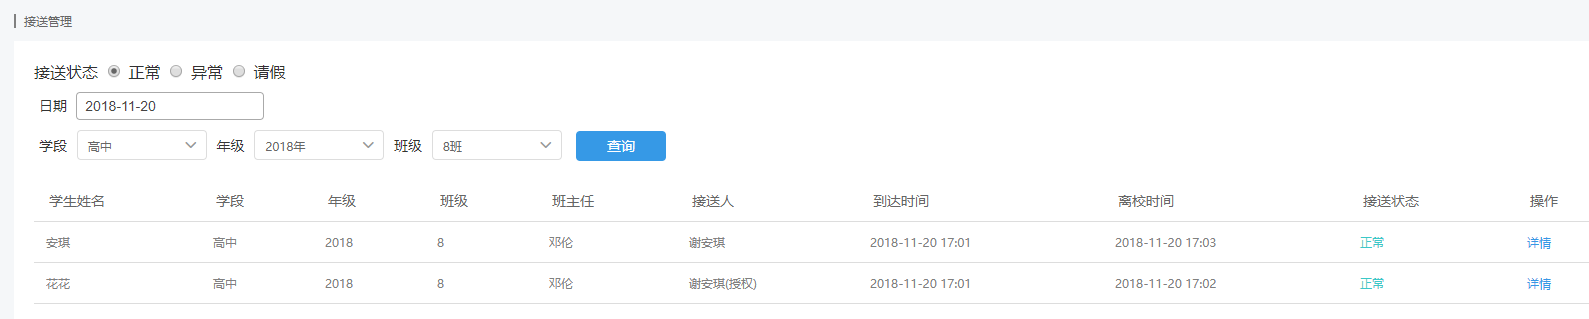 接送管理
接送状态 正常 异常 请假
日期 2018-11-20
学段 高中 年级 2018年 班级 8班 查询
学生姓名 学段 年级 班级 班主任 接送人 到达时间 离校时间 接送状态 操作
安琪 高中 2018 8 邓伦 谢安琪 2018-11-20 17:01 2018-11-20 17:03 正常 详情
花花 高中 2018 8 邓伦 谢安琪(授权) 2018-11-20 17:01 2018-11-20 17:02 正常 详情